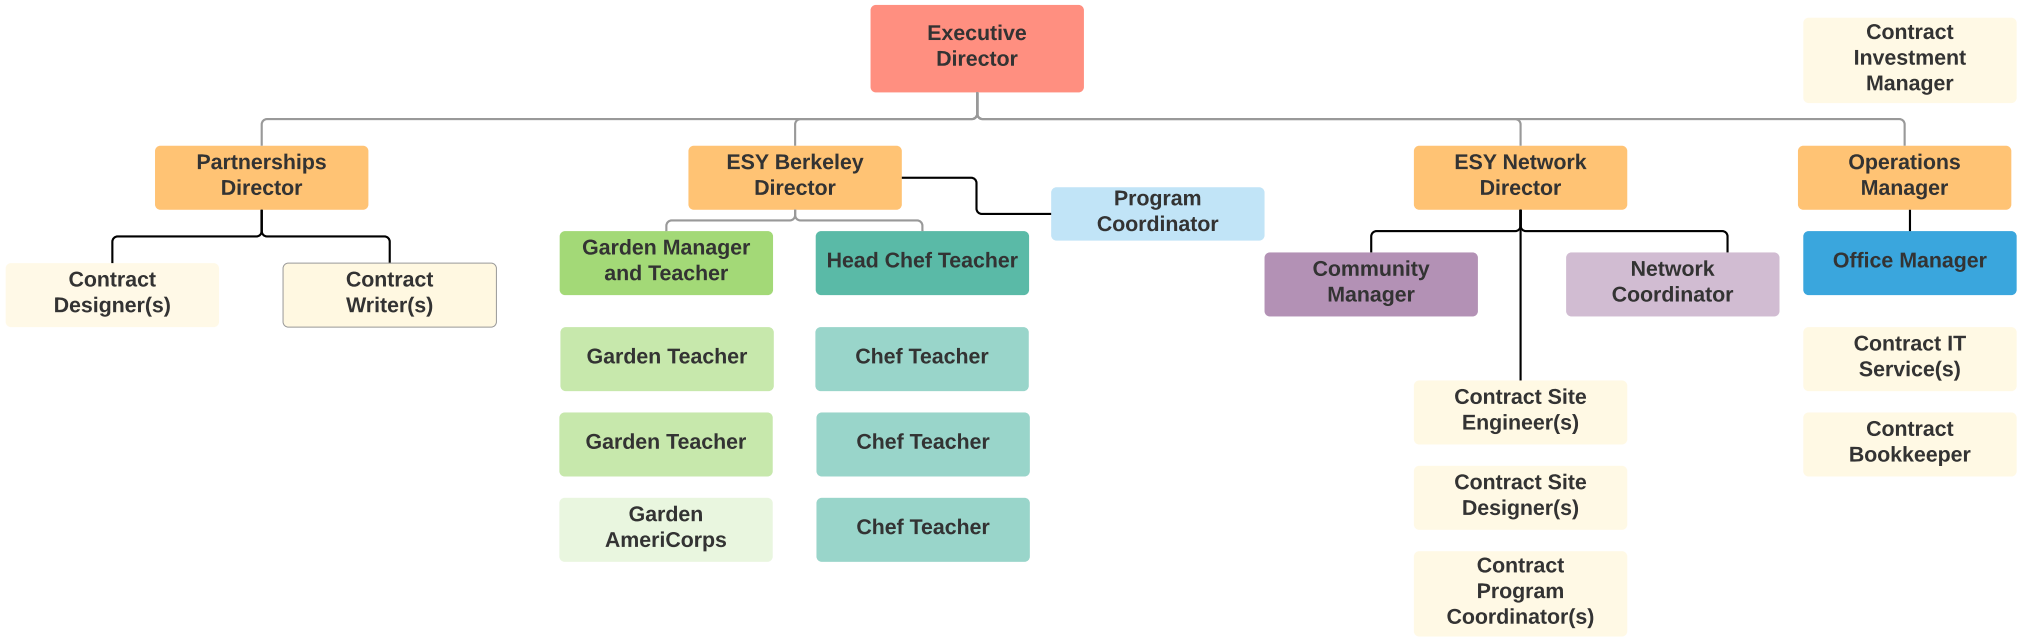 Executive
Director
Contract
Investment
Manager
Partnerships
Director
ESY Berkeley
Director
ESY Network
Director
Operations
Manager
Program
Coordinator
Contract
Designer(s)
Contract
Writer(s)
Garden Manager
and Teacher
Head Chef Teacher
Community
Manager
Network
Coordinator
Office Manager
Garden Teacher
Chef Teacher
Contract IT
Service(s)
Garden Teacher
Chef Teacher
Contract Site
Engineer(s)
Contract
Bookkeeper
Garden
AmeriCorps
Chef Teacher
Contract Site
Designer(s)
Contract
Program
Coordinator(s)